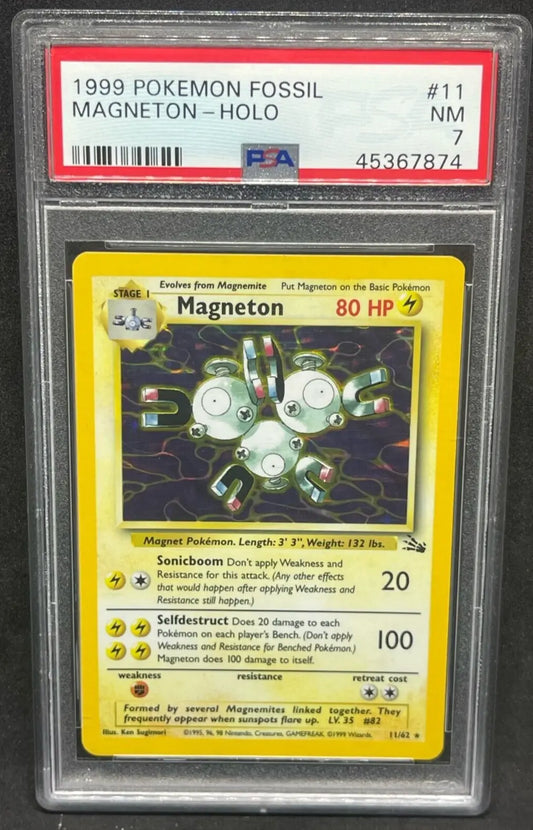 1999 POKEMON FOSSIL #11
MAGNETON - HOLO NM
7
PSA 45367874
Evolves from Magnemite Put Magneton on the Basic Pokémon
STAGE 1
Magneton 80 HP
Magnet Pokémon. Length: 3' 3", Weight: 132 lbs.
Sonicboom Don't apply Weakness and
Resistance for this attack. (Any other effects
that would happen after applying Weakness and
Resistance still happen.)
20
Selfdestruct Does 20 damage to each
Pokémon on each player's Bench. (Don't apply
Weakness and Resistance for Benched Pokémon.)
Magneton does 100 damage to itself.
100
weakness resistance retreat cost
Formed by several Magnemites linked together. They
frequently appear when sunspots flare up. LV. 35 #82
Illus. Ken Sugimori ©1995, 96, 98 Nintendo, Creatures, GAMEFREAK. ©1999 Wizards. 11/62 ★